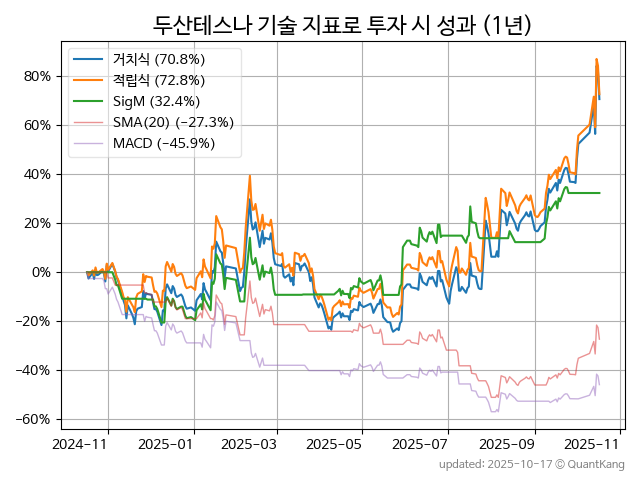 두산테스나 기술 지표로 투자 시 성과 (1년)
거치식 (70.8%)
적립식 (72.8%)
SigM (32.4%)
SMA(20) (−27.3%)
MACD (−45.9%)
80%
60%
40%
20%
0%
−20%
−40%
−60%
2024-11 2025-01 2025-03 2025-05 2025-07 2025-09 2025-11
updated: 2025-10-17 © QuantKang